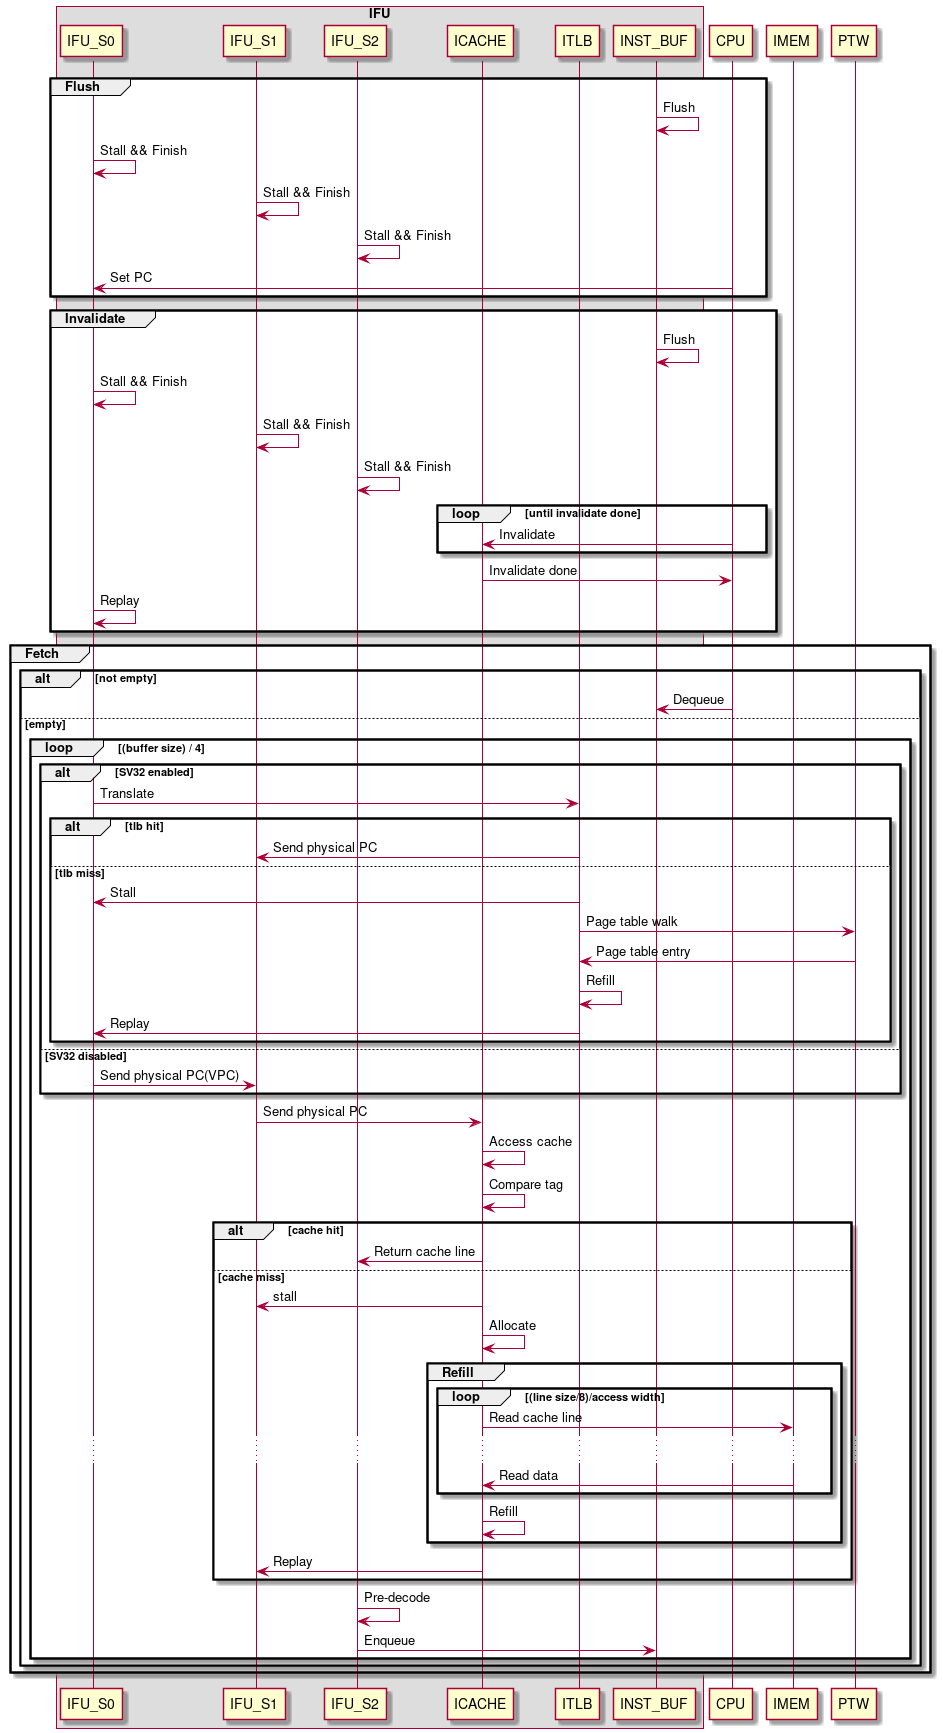 IFU
IFU_S0 IFU_S1 IFU_S2 ICACHE ITLB INST_BUF CPU IMEM PTW
Flush
Flush
Stall && Finish
Stall && Finish
Stall && Finish
Set PC
Invalidate
Flush
Stall && Finish
Stall && Finish
Stall && Finish
loop [until invalidate done]
Invalidate
Invalidate done
Replay
Fetch
alt [not empty]
Dequeue
[empty]
loop [(buffer size) / 4]
alt [SV32 enabled]
Translate
alt [tlb hit]
Send physical PC
[tlb miss]
Stall
Page table walk
Page table entry
Refill
Replay
[SV32 disabled]
Send physical PC(VPC)
Send physical PC
Access cache
Compare tag
alt [cache hit]
Return cache line
[cache miss]
stall
Allocate
Refill
loop [(line size/8)/access width]
Read cache line
Read data
Refill
Replay
Pre-decode
Enqueue
IFU_S0 IFU_S1 IFU_S2 ICACHE ITLB INST_BUF CPU IMEM PTW